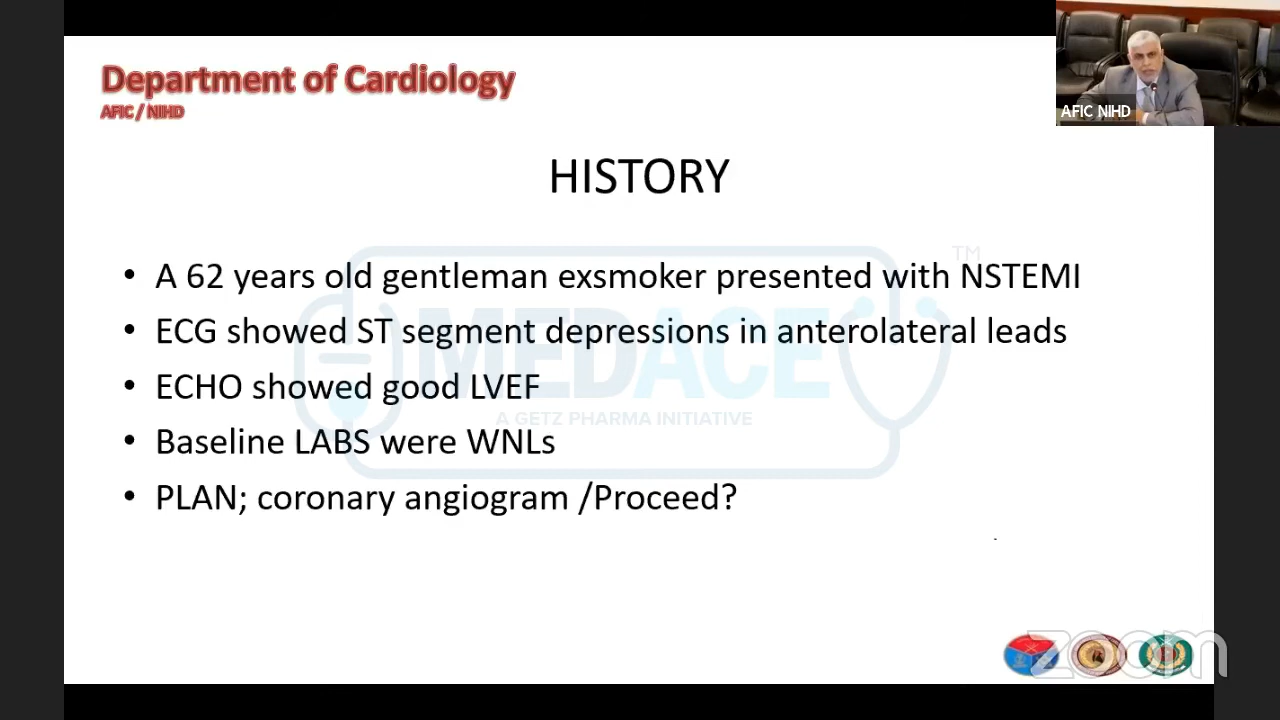 Department of Cardiology
AFIC / NIHD
AFIC NIHD
HISTORY
TM
• A 62 years old gentleman exsmoker presented with NSTEMI
• ECG showed ST segment depressions in anterolateral leads
MEDACE
• ECHO showed good LVEF
A GETZ PHARMA INITIATIVE
• Baseline LABS were WNLs
• PLAN; coronary angiogram /Proceed?
zoom